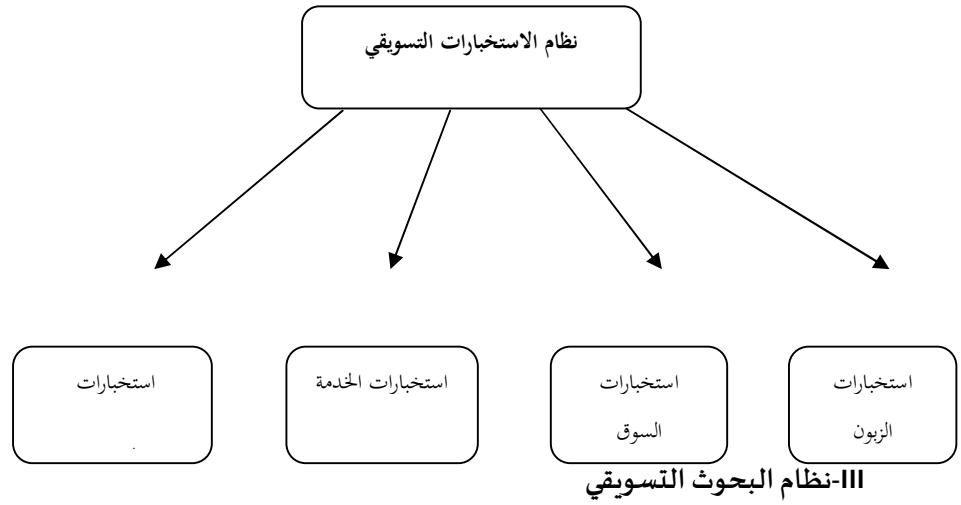 نظام الاستخبارات التسويقي
استخبارات
الزبون
استخبارات
السوق
استخبارات الخدمة
استخبارات
.
III-نظام البحوث التسويقي